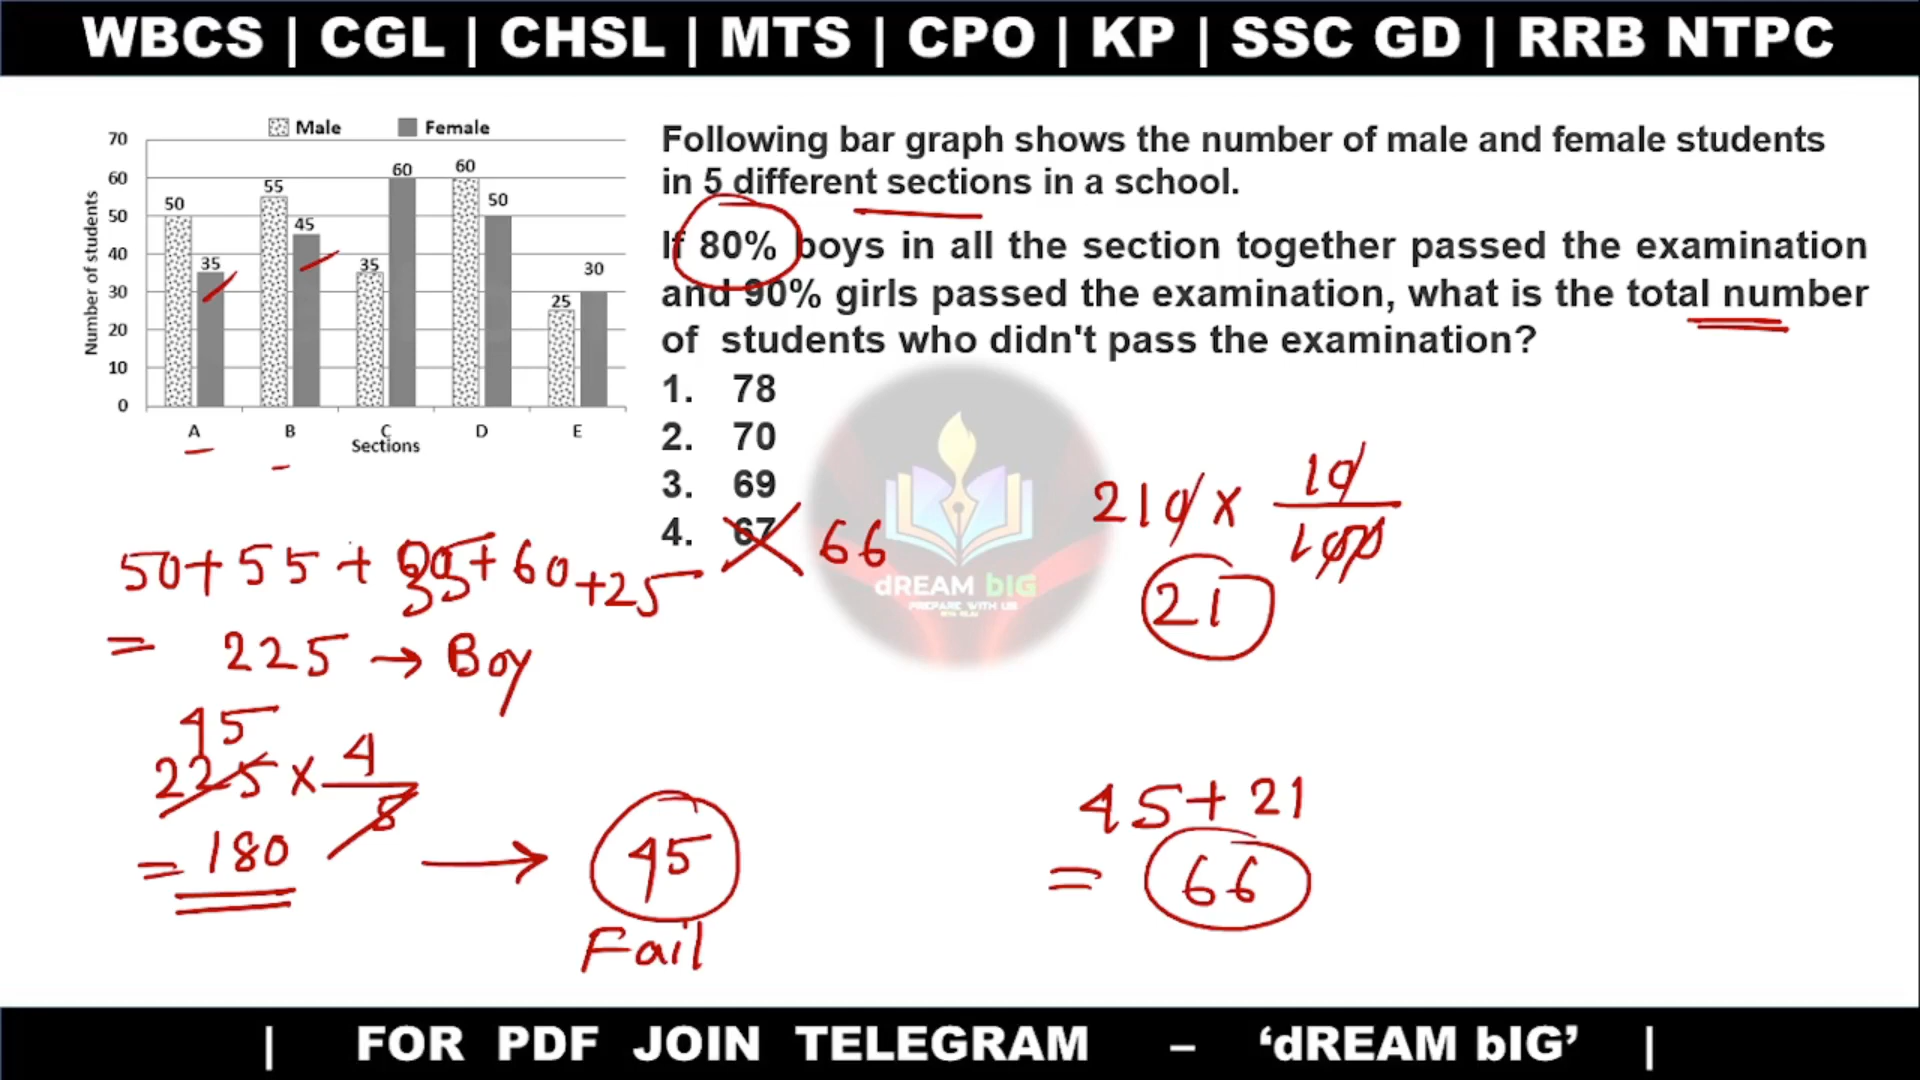 WBCS | CGL | CHSL | MTS | CPO | KP | SSC GD | RRB NTPC
Male Female
70
60
50
40
30
20
10
0
Number of students
50 35 55 45 35 60 60 50 25 30
A B C D E
Sections
Following bar graph shows the number of male and female students
in 5 different sections in a school.
If 80% boys in all the section together passed the examination
and 90% girls passed the examination, what is the total number
of students who didn't pass the examination?
1. 78
2. 70
3. 69
4. 67 66
dREAM bIG
PREPARE WITH US
50+55+35+60+25
= 225 → Boy
45
225 × 4/5
= 180 → 45
Fail
210 × 10/100
21
45+21
= 66
| FOR PDF JOIN TELEGRAM – ‘dREAM bIG’ |